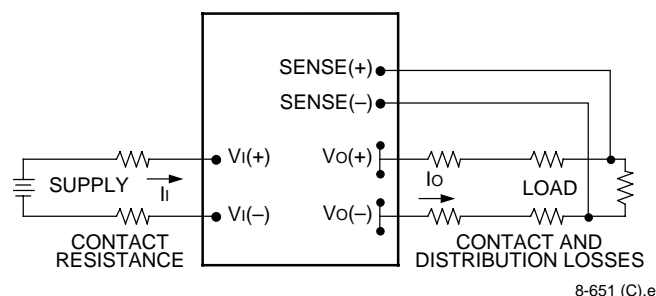 SENSE(+)
SENSE(–)
VI(+)
VO(+)
IO
SUPPLY
II
LOAD
VI(–)
VO(–)
CONTACT
RESISTANCE
CONTACT AND
DISTRIBUTION LOSSES
8-651 (C).e